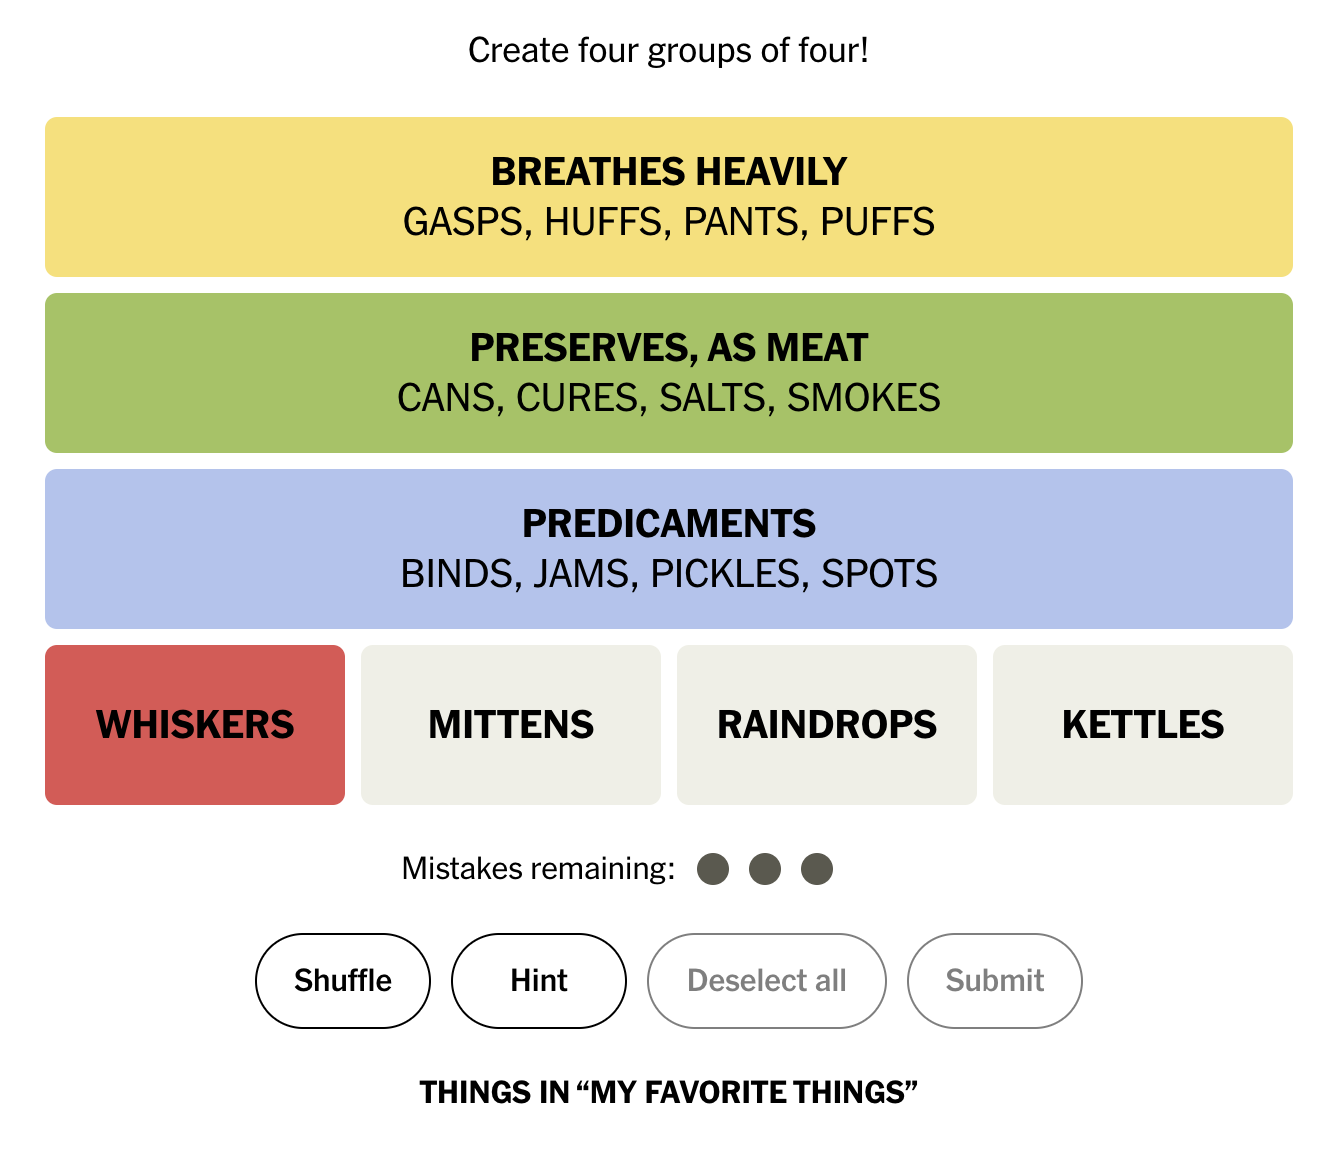 Create four groups of four!
BREATHES HEAVILY
GASPS, HUFFS, PANTS, PUFFS
PRESERVES, AS MEAT
CANS, CURES, SALTS, SMOKES
PREDICAMENTS
BINDS, JAMS, PICKLES, SPOTS
WHISKERS MITTENS RAINDROPS KETTLES
Mistakes remaining:
Shuffle Hint Deselect all Submit
THINGS IN “MY FAVORITE THINGS”